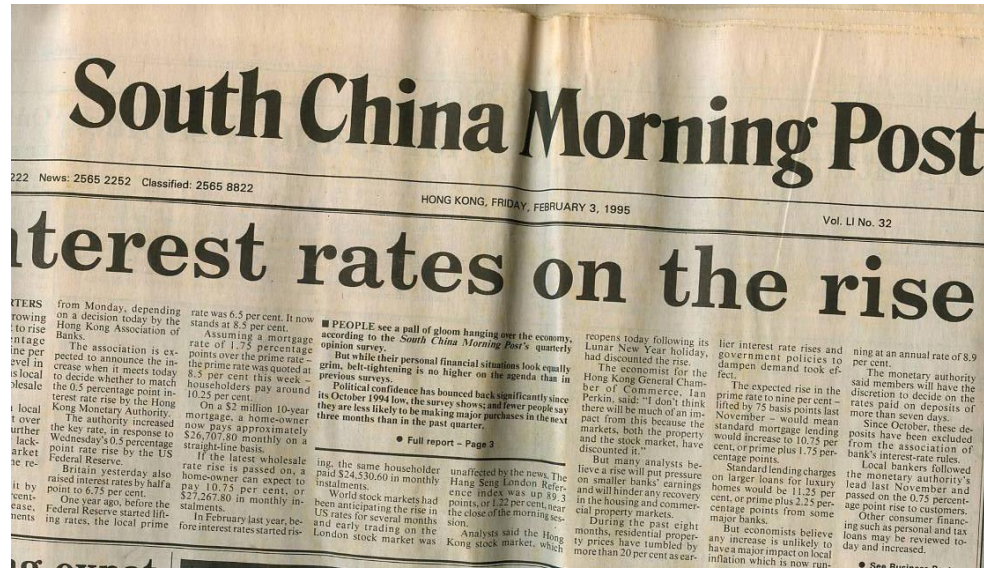 South China Morning Post
222 News: 2565 2252 Classified: 2565 8822
HONG KONG, FRIDAY, FEBRUARY 3, 1995
Vol. LI No. 32
nterest rates on the rise
RTERS
rowing
to rise
entage
ine per
evel in
s local
olesale
local
t over
urther
lack-
arket
he re-
it by
cent-
ease,
ments
from Monday, depending
on a decision today by the
Hong Kong Association of
Banks.
The association is ex-
pected to announce the in-
crease when it meets today
to decide whether to match
the 0.5 percentage point in-
terest rate rise by the Hong
Kong Monetary Authority.
The authority increased
the key rate, in response to
Wednesday's 0.5 percentage
point rate rise by the US
Federal Reserve.
Britain yesterday also
raised interest rates by half a
point to 6.75 per cent.
One year ago, before the
Federal Reserve started lift-
ing rates, the local prime
rate was 6.5 per cent. It now
stands at 8.5 per cent.
Assuming a mortgage
rate of 1.75 percentage
points over the prime rate –
the prime rate was quoted at
8.5 per cent this week –
householders pay around
10.25 per cent.
On a $2 million 10-year
mortgage, a home-owner
now pays approximately
$26,707.80 monthly on a
straight-line basis.
If the latest wholesale
rate rise is passed on, a
home-owner can expect to
pay 10.75 per cent, or
$27,267.80 in monthly in-
stalments.
In February last year, be-
fore interest rates started ris-
■ PEOPLE see a pall of gloom hanging over the economy,
according to the South China Morning Post's quarterly
opinion survey.
But while their personal financial situations look equally
grim, belt-tightening is no higher on the agenda than in
previous surveys.
Political confidence has bounced back significantly since
its October 1994 low, the survey shows; and fewer people say
they are less likely to be making major purchases in the next
three months than in the past quarter.
● Full report – Page 3
ing, the same householder
paid $24,530.60 in monthly
instalments.
World stock markets had
been anticipating the rise in
US rates for several months
and early trading on the
London stock market was
unaffected by the news. The
Hang Seng London Refer-
ence index was up 89.3
points, or 1.22 per cent, near
the close of the morning ses-
sion.
Analysts said the Hong
Kong stock market, which
reopens today following its
Lunar New Year holiday,
had discounted the rise.
The economist for the
Hong Kong General Cham-
ber of Commerce, Ian
Perkin, said: "I don't think
there will be much of an im-
pact from this because the
markets, both the property
and the stock market, have
discounted it."
But many analysts be-
lieve a rise will put pressure
on smaller banks' earnings
and will hinder any recovery
in the housing and commer-
cial property markets.
During the past eight
months, residential proper-
ty prices have tumbled by
more than 20 per cent as ear-
lier interest rate rises and
government policies to
dampen demand took ef-
fect.
The expected rise in the
prime rate to nine per cent –
lifted by 75 basis points last
November – would mean
standard mortgage lending
would increase to 10.75 per
cent, or prime plus 1.75 per-
centage points.
Standard lending charges
on larger loans for luxury
homes would be 11.25 per
cent, or prime plus 2.25 per-
centage points from some
major banks.
But economists believe
any increase is unlikely to
have a major impact on local
inflation which is now run-
ning at an annual rate of 8.9
per cent.
The monetary authority
said members will have the
discretion to decide on the
rates paid on deposits of
more than seven days.
Since October, these de-
posits have been excluded
from the association of
bank's interest-rate rules.
Local bankers followed
the monetary authority's
lead last November and
passed on the 0.75 percent-
age point rise to customers.
Other consumer financ-
ing such as personal and tax
loans may be reviewed to-
day and increased.
● See Business